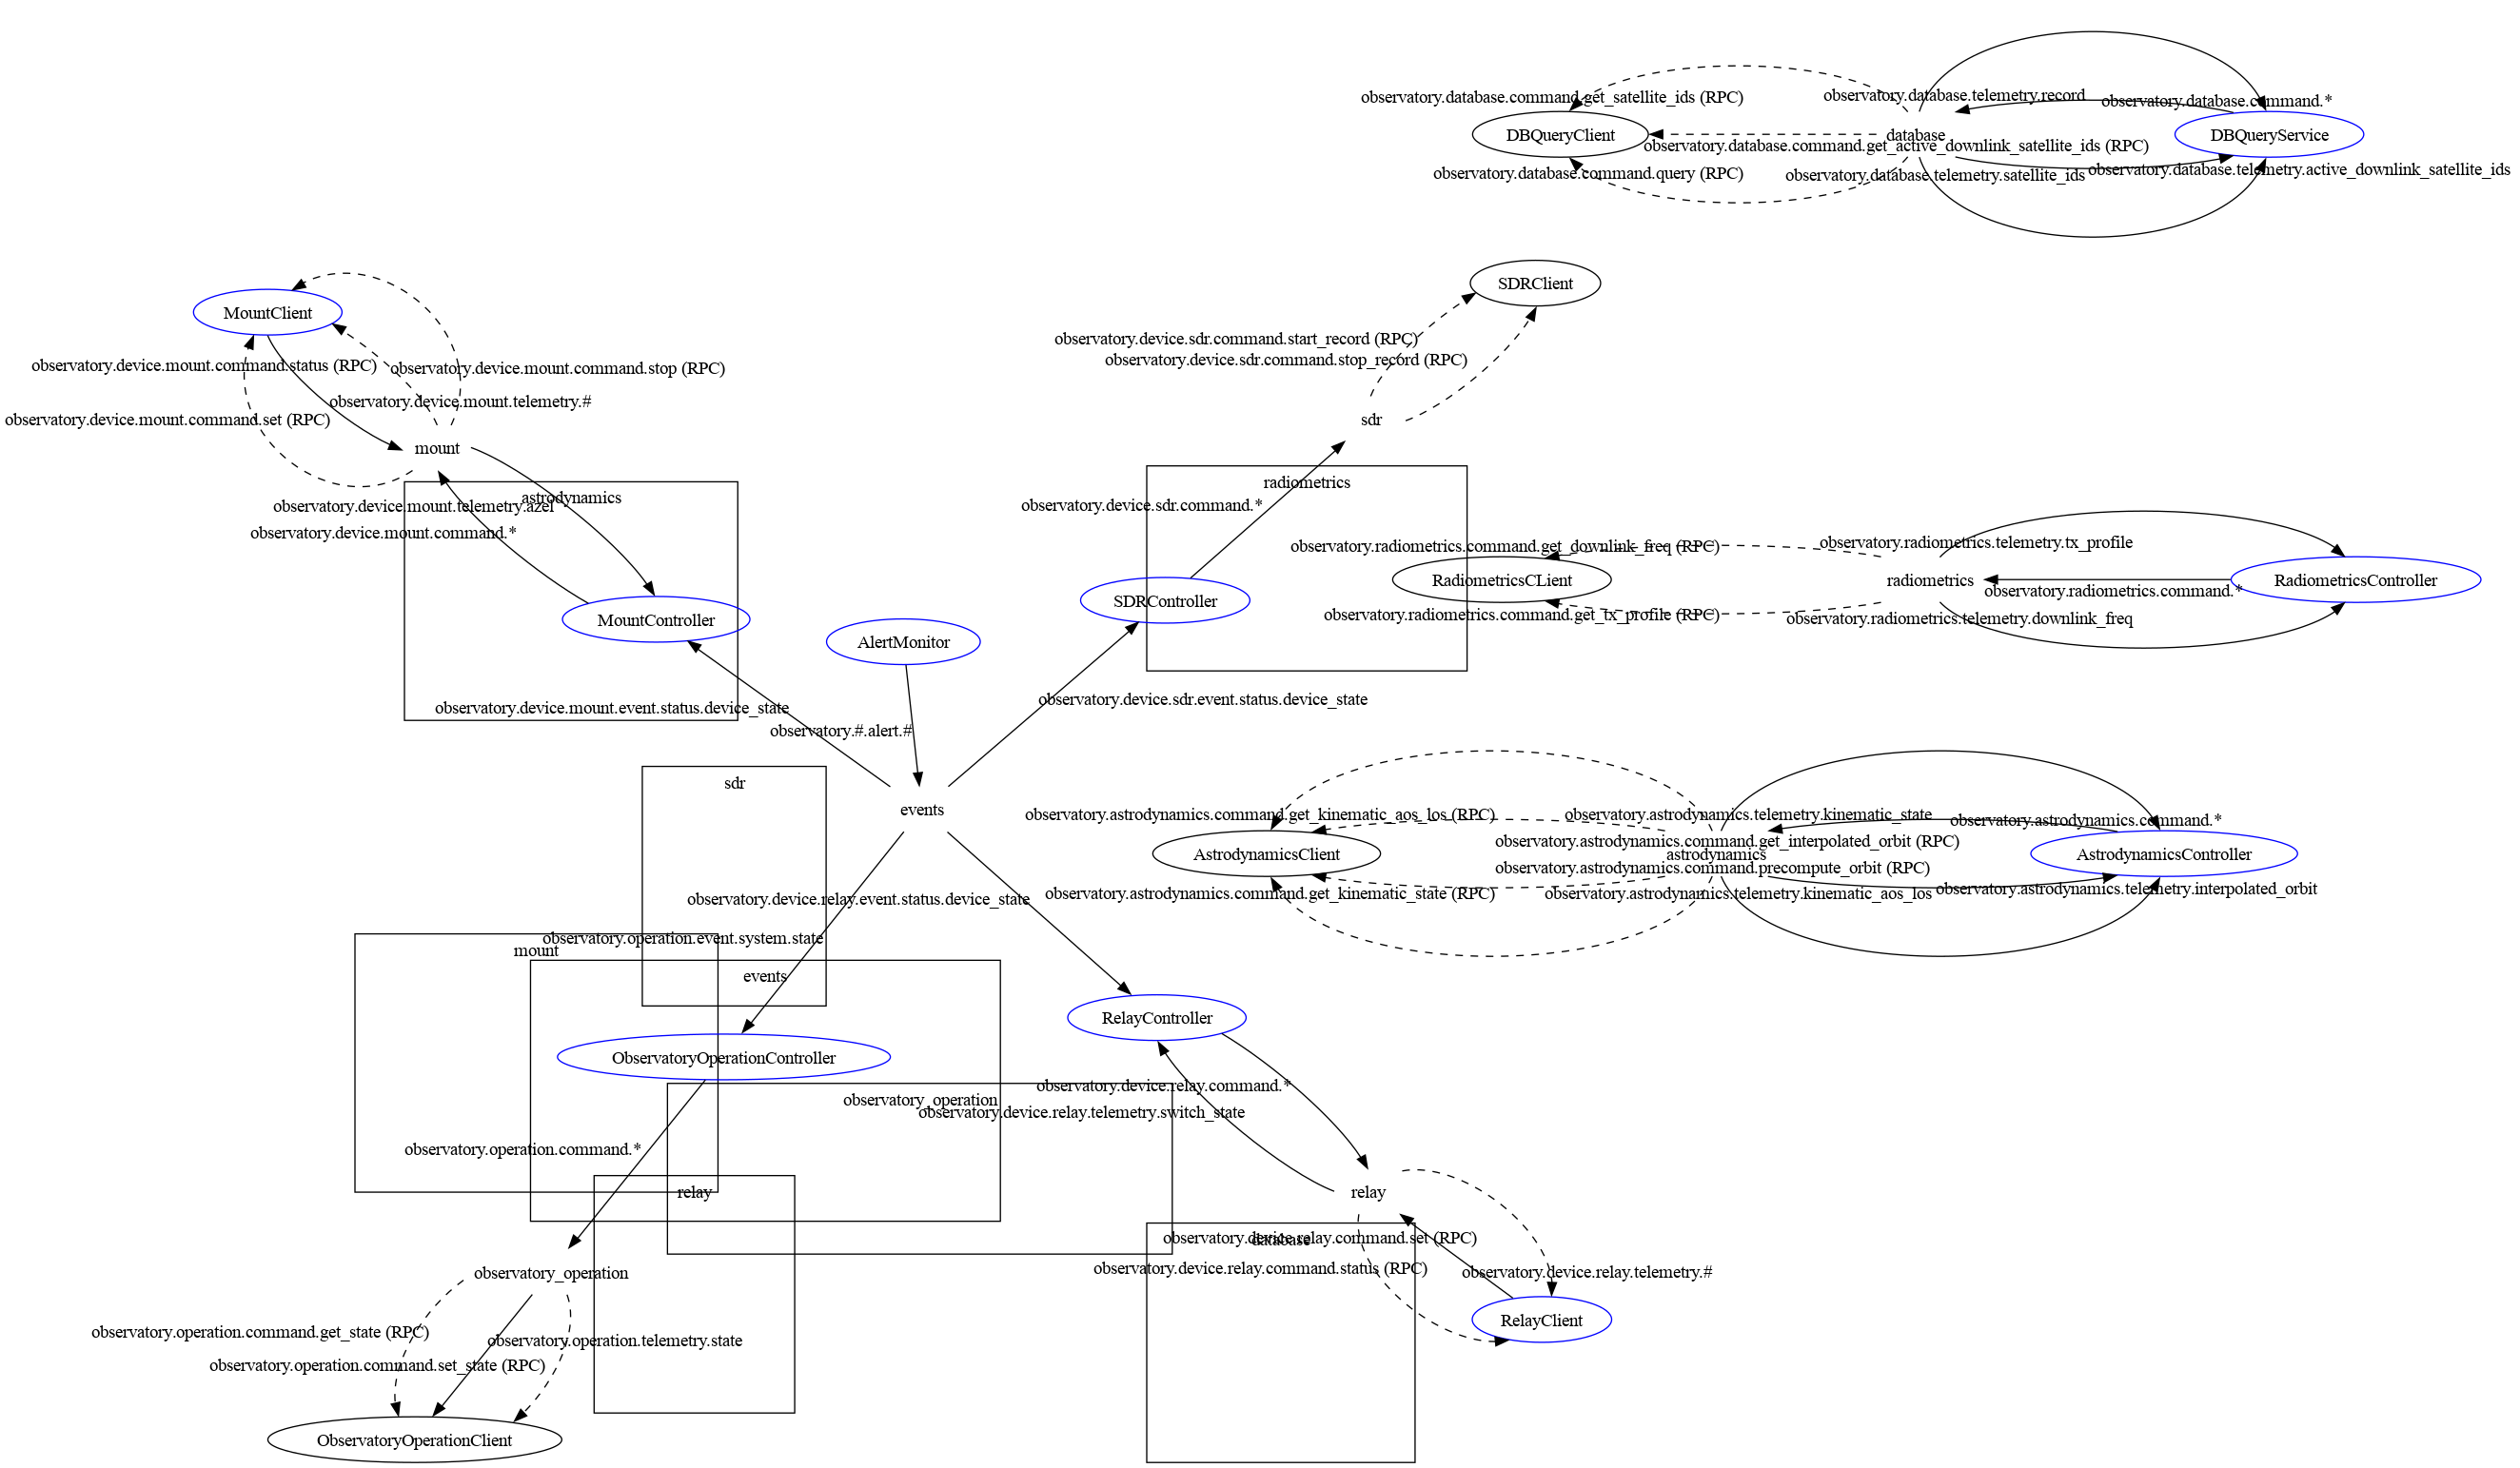 observatory.database.command.get_satellite_ids (RPC)
observatory.database.telemetry.record
observatory.database.command.*
DBQueryClient
database
DBQueryService
observatory.database.command.get_active_downlink_satellite_ids (RPC)
observatory.database.command.query (RPC)
observatory.database.telemetry.satellite_ids
observatory.database.telemetry.active_downlink_satellite_ids
SDRClient
MountClient
observatory.device.sdr.command.start_record (RPC)
observatory.device.sdr.command.stop_record (RPC)
observatory.device.mount.command.status (RPC)
observatory.device.mount.command.stop (RPC)
observatory.device.mount.telemetry.#
observatory.device.mount.command.set (RPC)
sdr
mount
radiometrics
astrodynamics
observatory.device.mount.telemetry.azel
observatory.device.sdr.command.*
observatory.device.mount.command.*
observatory.radiometrics.command.get_downlink_freq (RPC)
observatory.radiometrics.telemetry.tx_profile
RadiometricsCLient
radiometrics
RadiometricsController
observatory.radiometrics.command.*
SDRController
observatory.radiometrics.command.get_tx_profile (RPC)
observatory.radiometrics.telemetry.downlink_freq
MountController
AlertMonitor
observatory.device.sdr.event.status.device_state
observatory.device.mount.event.status.device_state
observatory.#.alert.#
sdr
events
observatory.astrodynamics.command.get_kinematic_aos_los (RPC)
observatory.astrodynamics.telemetry.kinematic_state
observatory.astrodynamics.command.*
observatory.astrodynamics.command.get_interpolated_orbit (RPC)
AstrodynamicsClient
astrodynamics
AstrodynamicsController
observatory.astrodynamics.command.precompute_orbit (RPC)
observatory.astrodynamics.command.get_kinematic_state (RPC)
observatory.astrodynamics.telemetry.kinematic_aos_los
observatory.astrodynamics.telemetry.interpolated_orbit
observatory.device.relay.event.status.device_state
observatory.operation.event.system.state
mount
events
RelayController
ObservatoryOperationController
observatory.device.relay.command.*
observatory_operation
observatory.device.relay.telemetry.switch_state
observatory.operation.command.*
relay
relay
observatory.device.relay.command.set (RPC)
database
observatory.device.relay.command.status (RPC)
observatory.device.relay.telemetry.#
observatory_operation
RelayClient
observatory.operation.command.get_state (RPC)
observatory.operation.telemetry.state
observatory.operation.command.set_state (RPC)
ObservatoryOperationClient